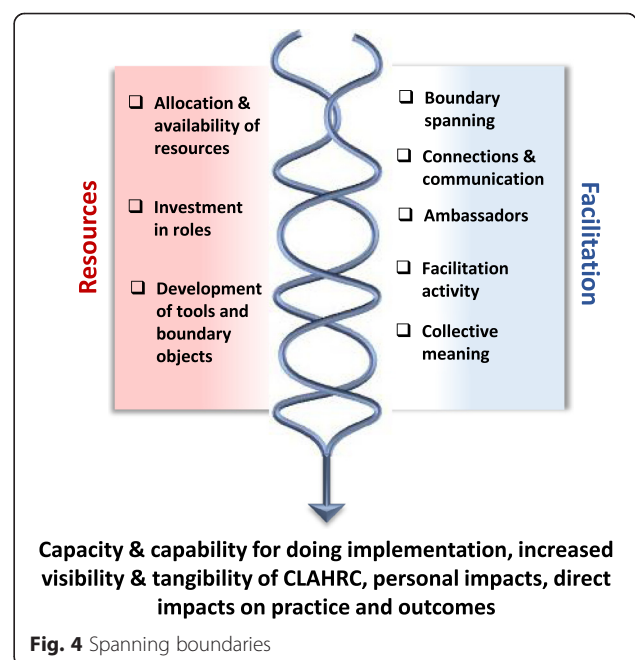 Resources
❑ Allocation &
availability of
resources
❑ Investment
in roles
❑ Development
of tools and
boundary
objects
❑ Boundary
spanning
❑ Connections &
communication
❑ Ambassadors
❑ Facilitation
activity
❑ Collective
meaning
Facilitation
Capacity & capability for doing implementation, increased
visibility & tangibility of CLAHRC, personal impacts, direct
impacts on practice and outcomes
Fig. 4 Spanning boundaries